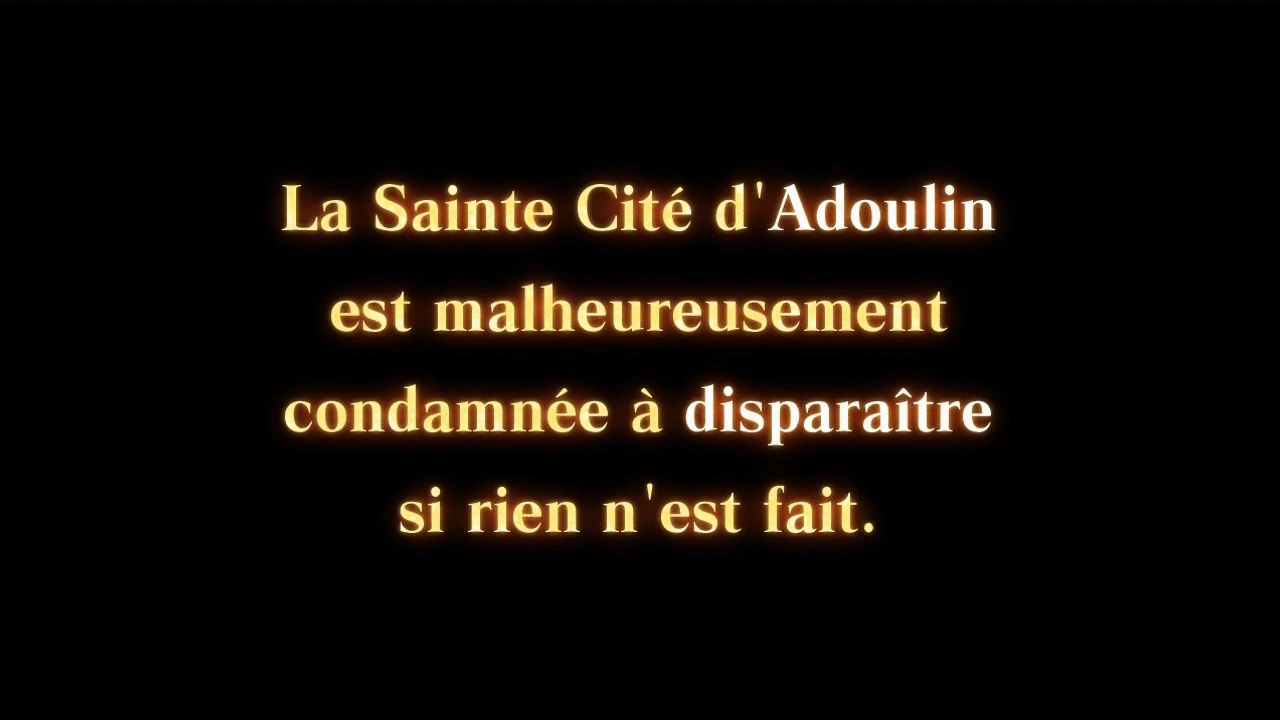 La Sainte Cité d'Adoulin
est malheureusement
condamnée à disparaître
si rien n'est fait.